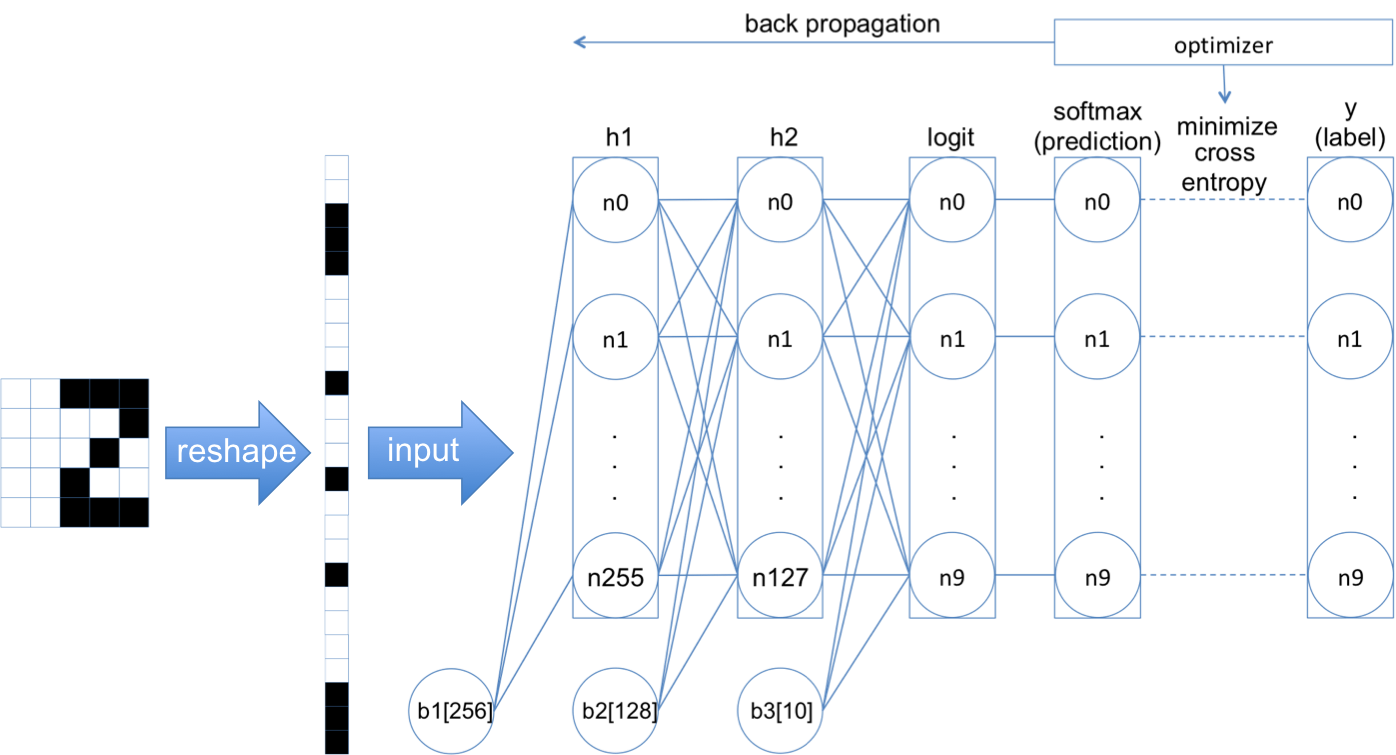 back propagation
optimizer
h1
h2
logit
softmax
(prediction)
minimize
cross
entropy
y
(label)
n0
n0
n0
n0
n0
n1
n1
n1
n1
n1
reshape
input
n255
n127
n9
n9
n9
b1[256]
b2[128]
b3[10]